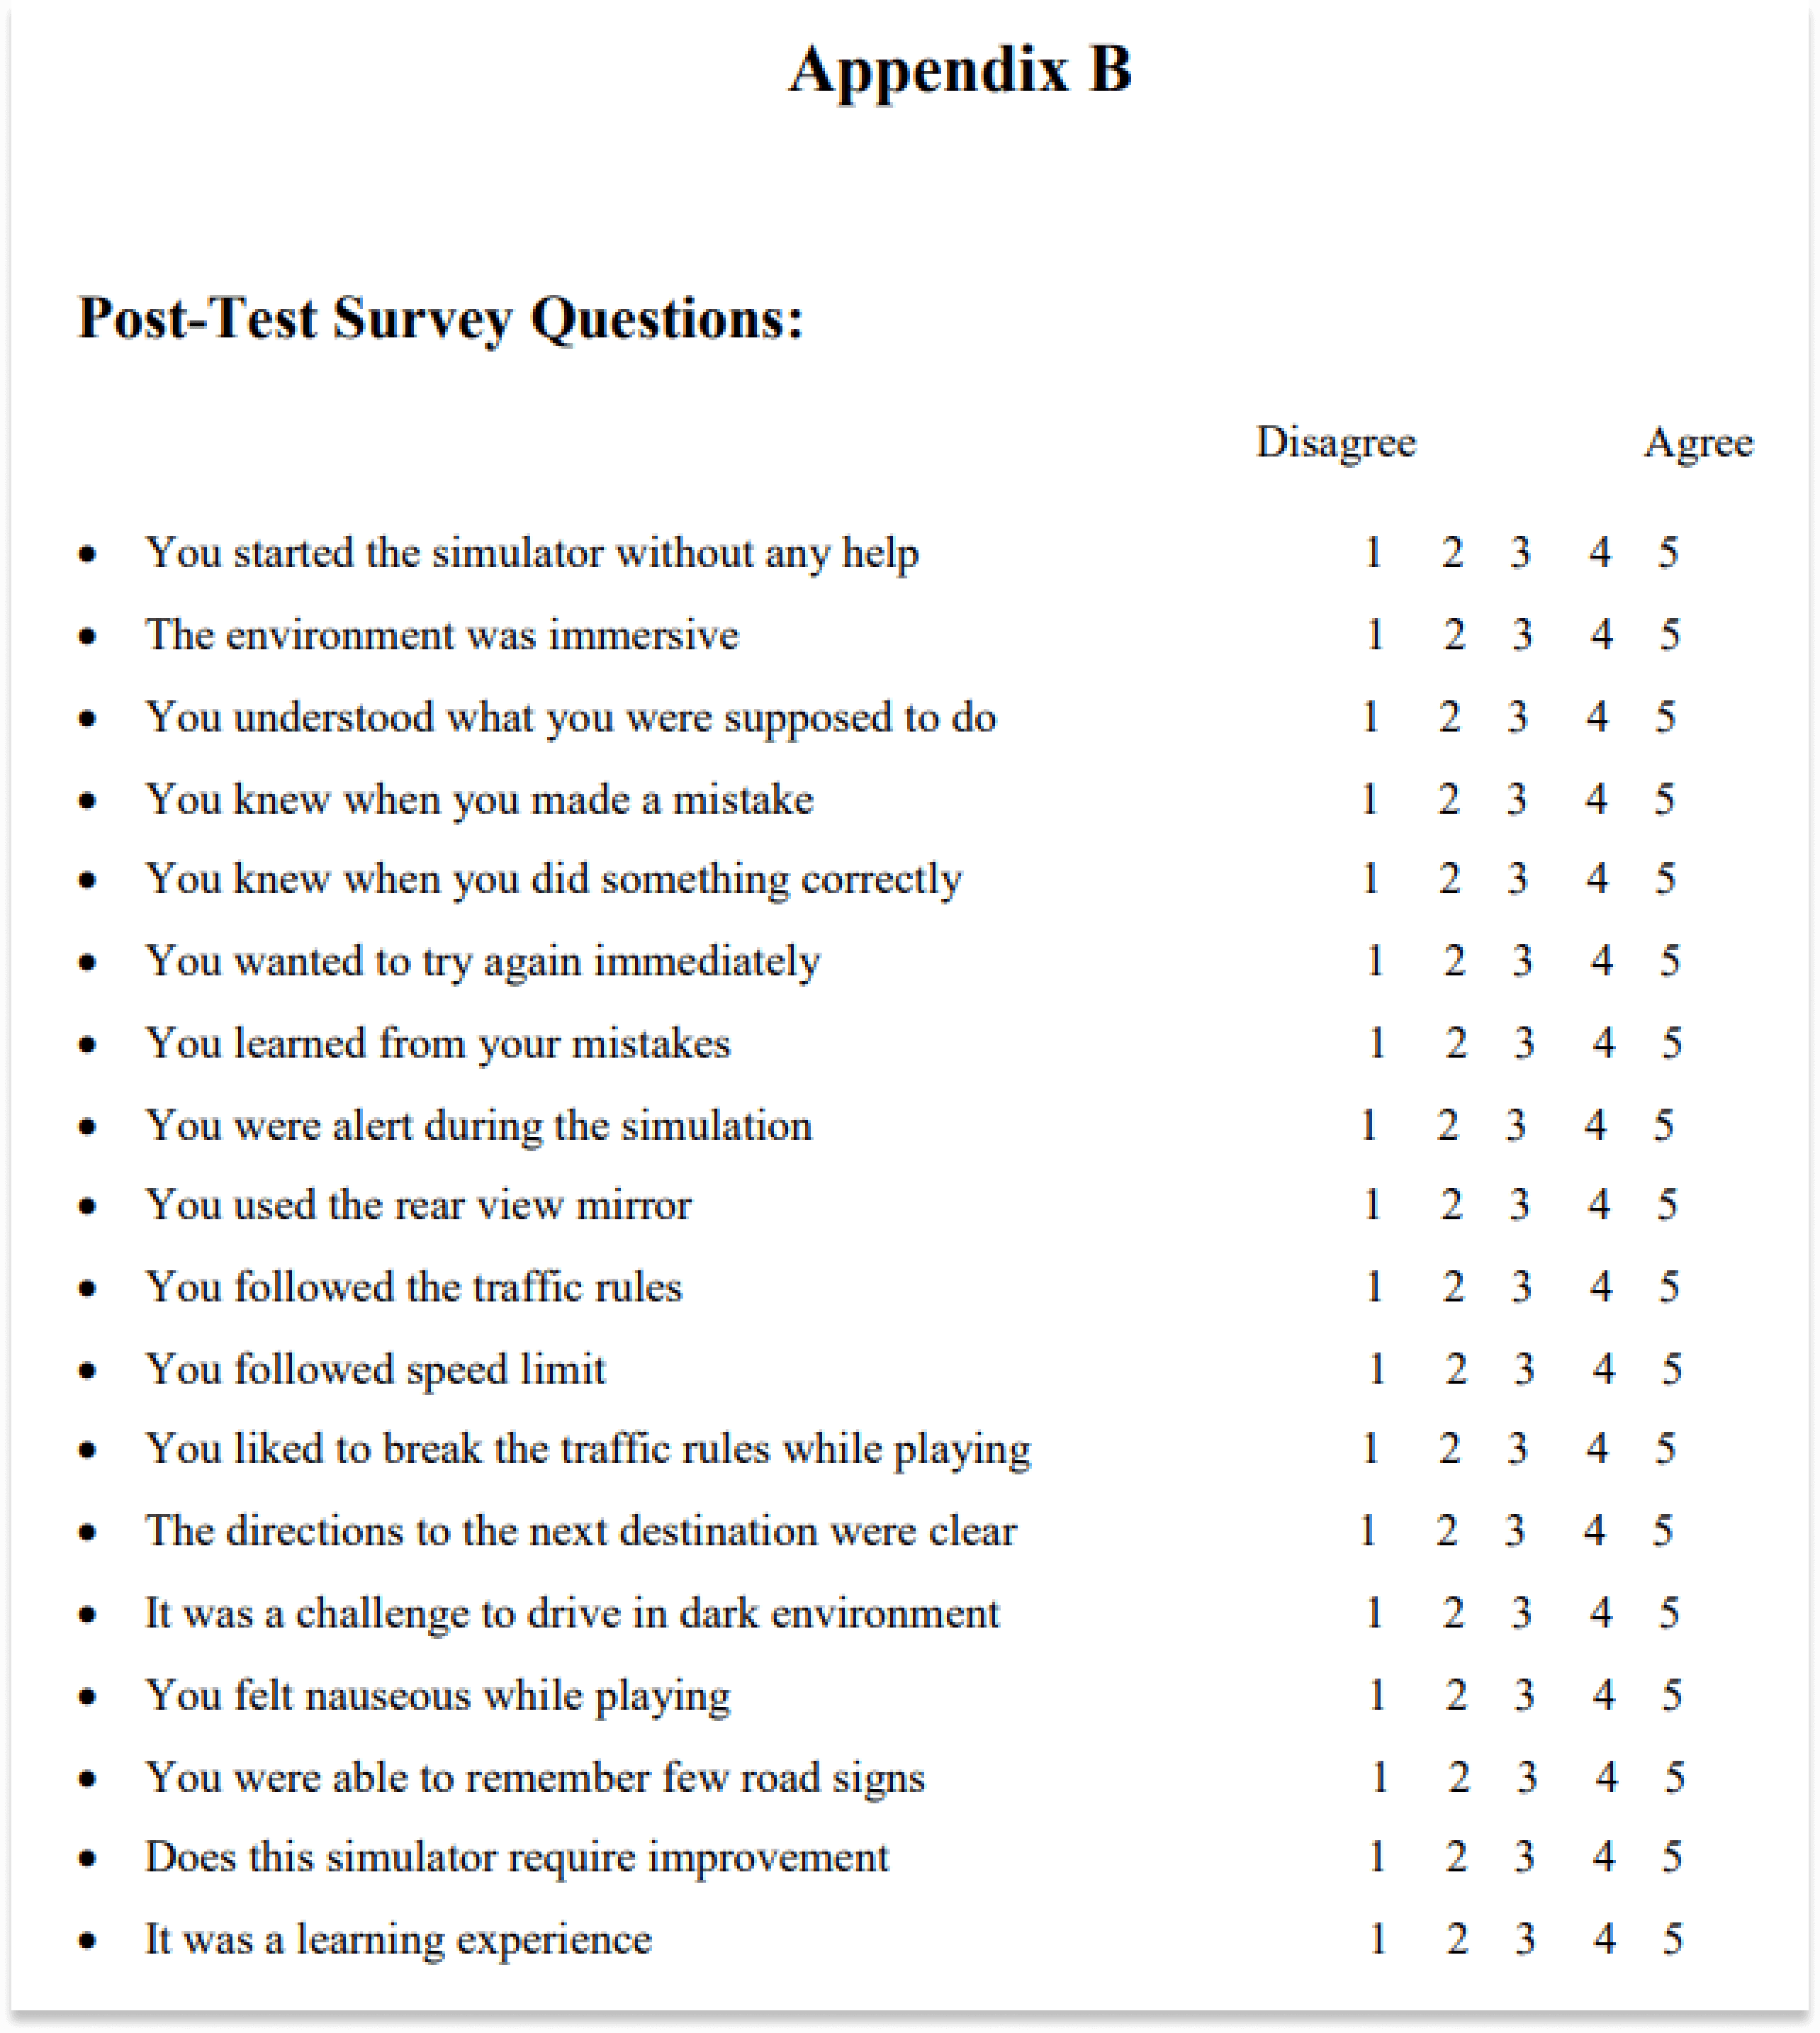 Appendix B
Post-Test Survey Questions:
Disagree Agree
• You started the simulator without any help 1 2 3 4 5
• The environment was immersive 1 2 3 4 5
• You understood what you were supposed to do 1 2 3 4 5
• You knew when you made a mistake 1 2 3 4 5
• You knew when you did something correctly 1 2 3 4 5
• You wanted to try again immediately 1 2 3 4 5
• You learned from your mistakes 1 2 3 4 5
• You were alert during the simulation 1 2 3 4 5
• You used the rear view mirror 1 2 3 4 5
• You followed the traffic rules 1 2 3 4 5
• You followed speed limit 1 2 3 4 5
• You liked to break the traffic rules while playing 1 2 3 4 5
• The directions to the next destination were clear 1 2 3 4 5
• It was a challenge to drive in dark environment 1 2 3 4 5
• You felt nauseous while playing 1 2 3 4 5
• You were able to remember few road signs 1 2 3 4 5
• Does this simulator require improvement 1 2 3 4 5
• It was a learning experience 1 2 3 4 5